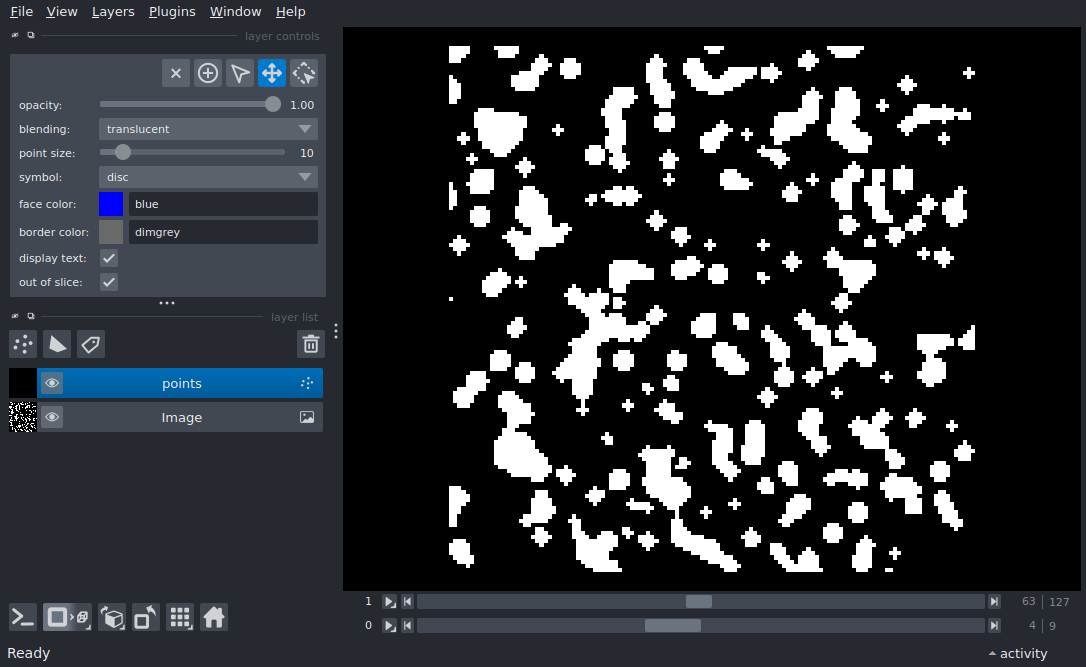 File View Layers Plugins Window Help
layer controls
opacity: 1.00
blending: translucent
point size: 10
symbol: disc
face color: blue
border color: dimgrey
display text:
out of slice:
layer list
points
Image
1 63 | 127
0 4 | 9
Ready activity